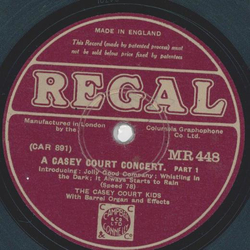 MADE IN ENGLAND
This Record (made by patented process) must
not be sold below price fixed by patentees
REGAL
Manufactured in London by the
Columbia Graphophone Co. Ltd.
(CAR 891)
MR 448
A CASEY COURT CONCERT. PART 1
Introducing: Jolly Good Company; Whistling in
the Dark; It Always Starts to Rain
(Speed 78)
THE CASEY COURT KIDS
With Barrel Organ and Effects